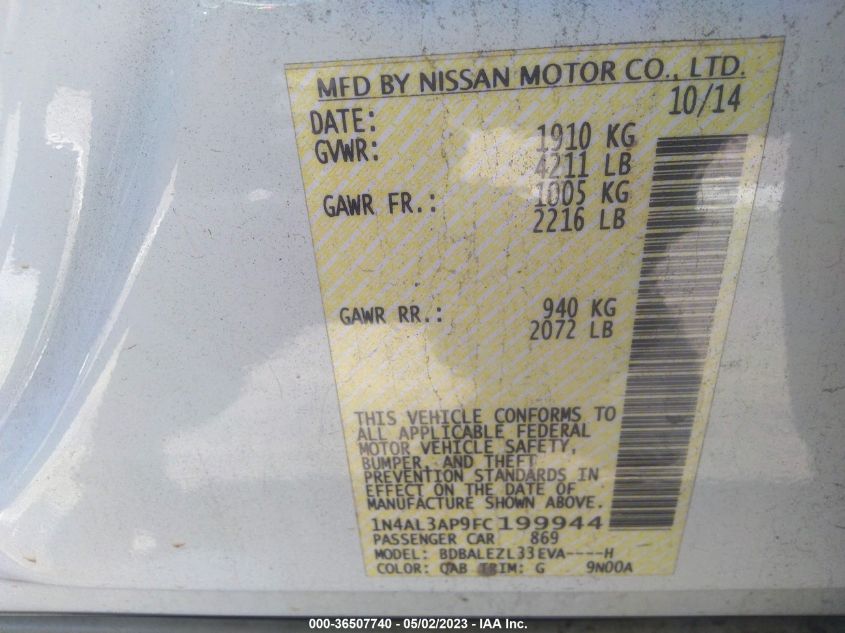 MFD BY NISSAN MOTOR CO., LTD.
DATE: 10/14
GVWR: 1910 KG
4211 LB
GAWR FR.: 1005 KG
2216 LB
GAWR RR.: 940 KG
2072 LB
THIS VEHICLE CONFORMS TO
ALL APPLICABLE FEDERAL
MOTOR VEHICLE SAFETY,
BUMPER, AND THEFT
PREVENTION STANDARDS IN
EFFECT ON THE DATE OF
MANUFACTURE SHOWN ABOVE.
1N4AL3AP9FC199944
PASSENGER CAR 869
MODEL: BDBALEZL33EVA----H
COLOR: QAB TRIM: G 9N00A
000-36507740 - 05/02/2023 - IAA Inc.